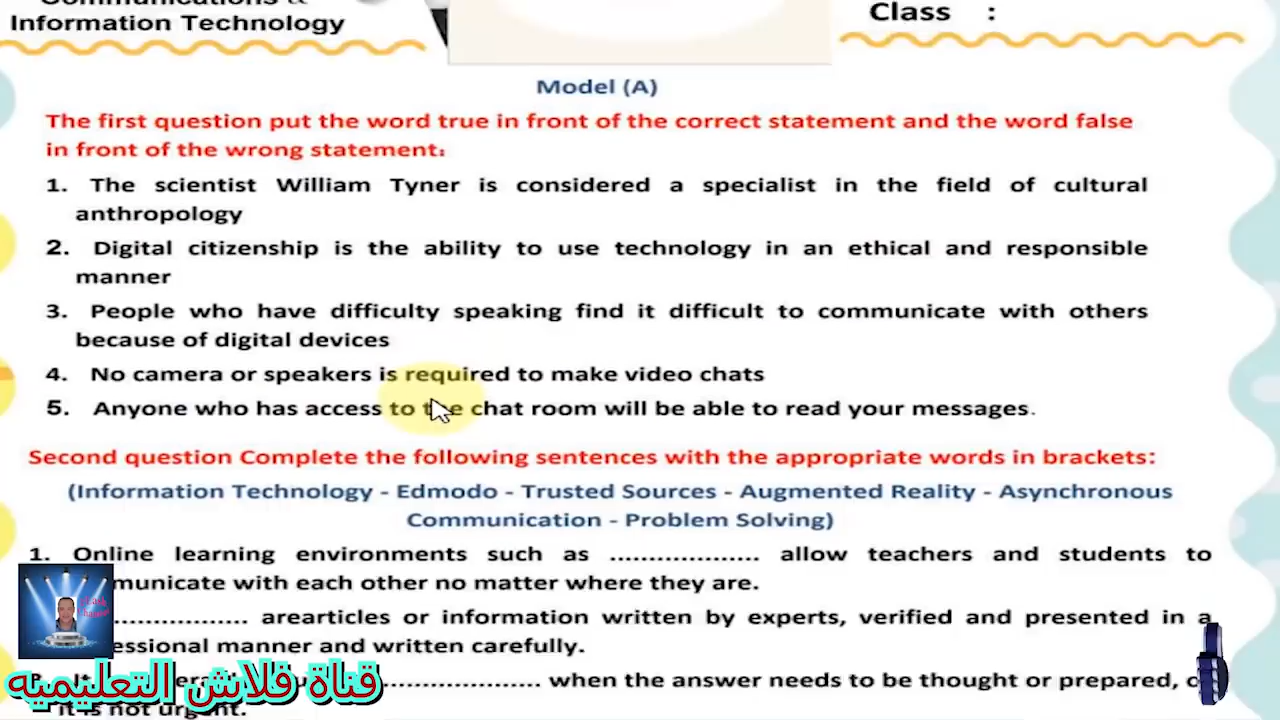 Information Technology
Class :
Model (A)
The first question put the word true in front of the correct statement and the word false
in front of the wrong statement:
1. The scientist William Tyner is considered a specialist in the field of cultural
anthropology
2. Digital citizenship is the ability to use technology in an ethical and responsible
manner
3. People who have difficulty speaking find it difficult to communicate with others
because of digital devices
4. No camera or speakers is required to make video chats
5. Anyone who has access to the chat room will be able to read your messages.
Second question Complete the following sentences with the appropriate words in brackets:
(Information Technology - Edmodo - Trusted Sources - Augmented Reality - Asynchronous
Communication - Problem Solving)
1. Online learning environments such as ................... allow teachers and students to
municate with each other no matter where they are.
.................. arearticles or information written by experts, verified and presented in a
essional manner and written carefully.
.................... when the answer needs to be thought or prepared,
it is not urgent.
قناة فلاش التعليميه